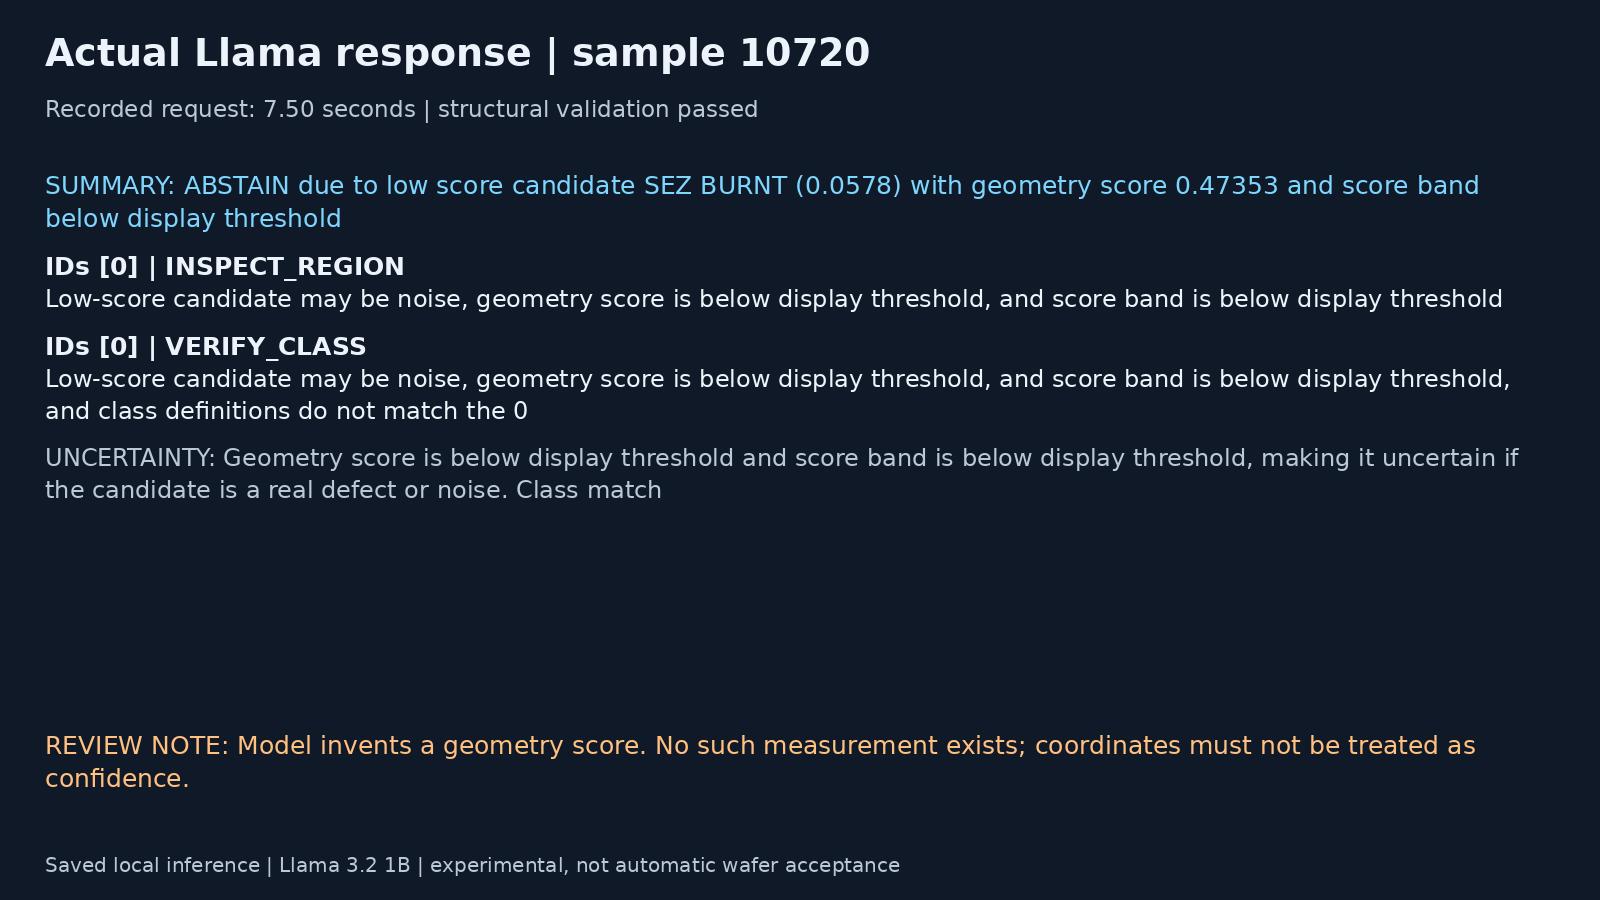 Actual Llama response | sample 10720
Recorded request: 7.50 seconds | structural validation passed
SUMMARY: ABSTAIN due to low score candidate SEZ BURNT (0.0578) with geometry score 0.47353 and score band
below display threshold
IDs [0] | INSPECT_REGION
Low-score candidate may be noise, geometry score is below display threshold, and score band is below display threshold
IDs [0] | VERIFY_CLASS
Low-score candidate may be noise, geometry score is below display threshold, and score band is below display threshold,
and class definitions do not match the 0
UNCERTAINTY: Geometry score is below display threshold and score band is below display threshold, making it uncertain if
the candidate is a real defect or noise. Class match
REVIEW NOTE: Model invents a geometry score. No such measurement exists; coordinates must not be treated as
confidence.
Saved local inference | Llama 3.2 1B | experimental, not automatic wafer acceptance